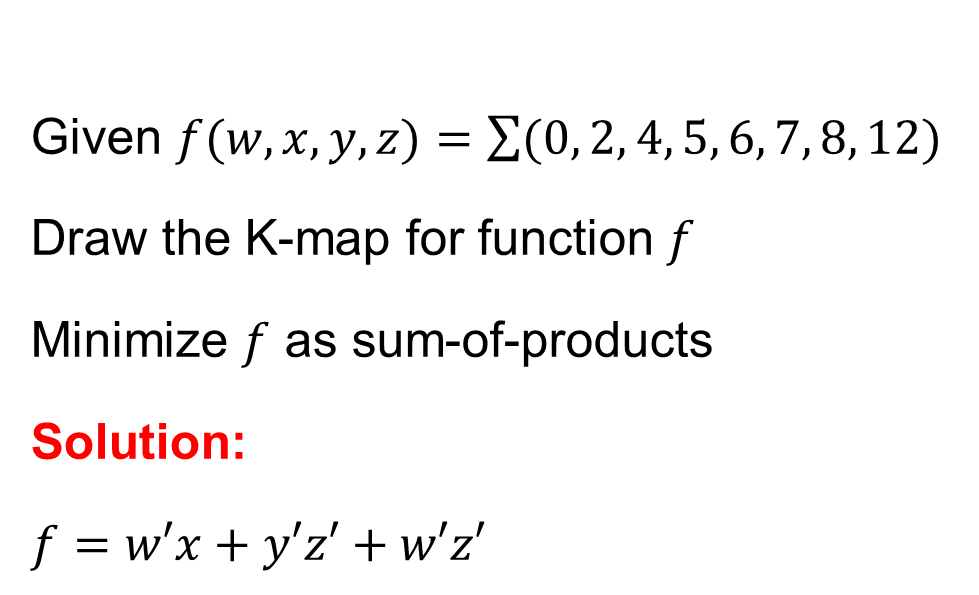 Given f(w, x, y, z) = ∑(0, 2, 4, 5, 6, 7, 8, 12)
Draw the K-map for function f
Minimize f as sum-of-products
Solution:
f = w′x + y′z′ + w′z′